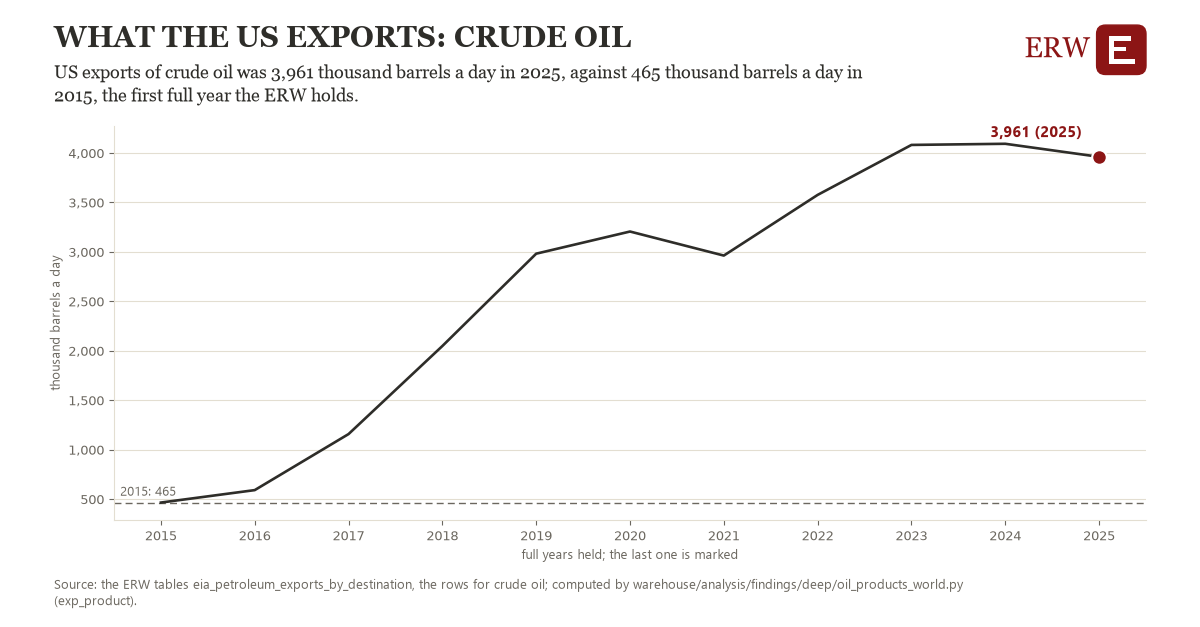 WHAT THE US EXPORTS: CRUDE OIL
US exports of crude oil was 3,961 thousand barrels a day in 2025, against 465 thousand barrels a day in
2015, the first full year the ERW holds.
ERW E
3,961 (2025)
4,000
3,500
3,000
2,500
2,000
1,500
1,000
500
thousand barrels a day
2015: 465
2015 2016 2017 2018 2019 2020 2021 2022 2023 2024 2025
full years held; the last one is marked
Source: the ERW tables eia_petroleum_exports_by_destination, the rows for crude oil; computed by warehouse/analysis/findings/deep/oil_products_world.py
(exp_product).